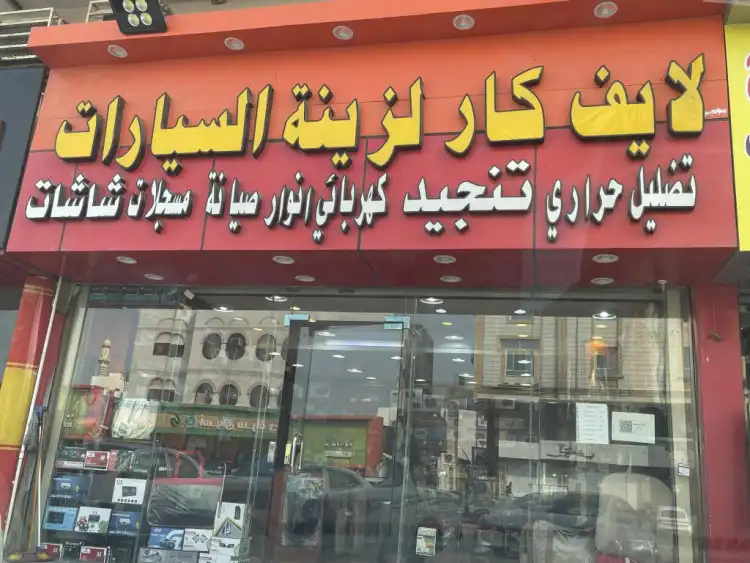 لايف كار لزينة السيارات
تضليل حراري تنجيد كهربائي انوار صيانة مسجلات شاشات